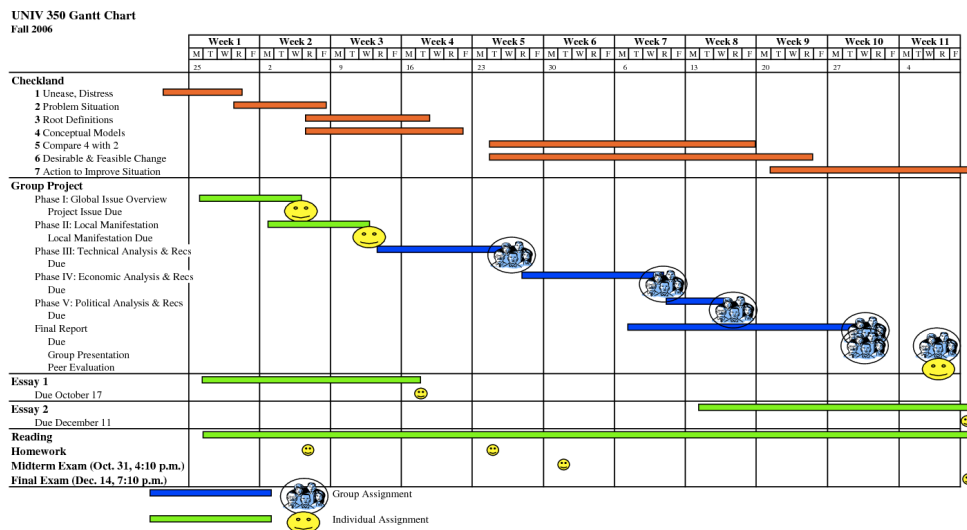 UNIV 350 Gantt Chart
Fall 2006
Week 1 Week 2 Week 3 Week 4 Week 5 Week 6 Week 7 Week 8 Week 9 Week 10 Week 11
M T W R F M T W R F M T W R F M T W R F M T W R F M T W R F M T W R F M T W R F M T W R F M T W R F M T W R F
25 2 9 16 23 30 6 13 20 27 4
Checkland
1 Unease, Distress
2 Problem Situation
3 Root Definitions
4 Conceptual Models
5 Compare 4 with 2
6 Desirable & Feasible Change
7 Action to Improve Situation
Group Project
Phase I: Global Issue Overview
Project Issue Due
Phase II: Local Manifestation
Local Manifestation Due
Phase III: Technical Analysis & Recs
Due
Phase IV: Economic Analysis & Recs
Due
Phase V: Political Analysis & Recs
Due
Final Report
Due
Group Presentation
Peer Evaluation
Essay 1
Due October 17
Essay 2
Due December 11
Reading
Homework
Midterm Exam (Oct. 31, 4:10 p.m.)
Final Exam (Dec. 14, 7:10 p.m.)
Group Assignment
Individual Assignment